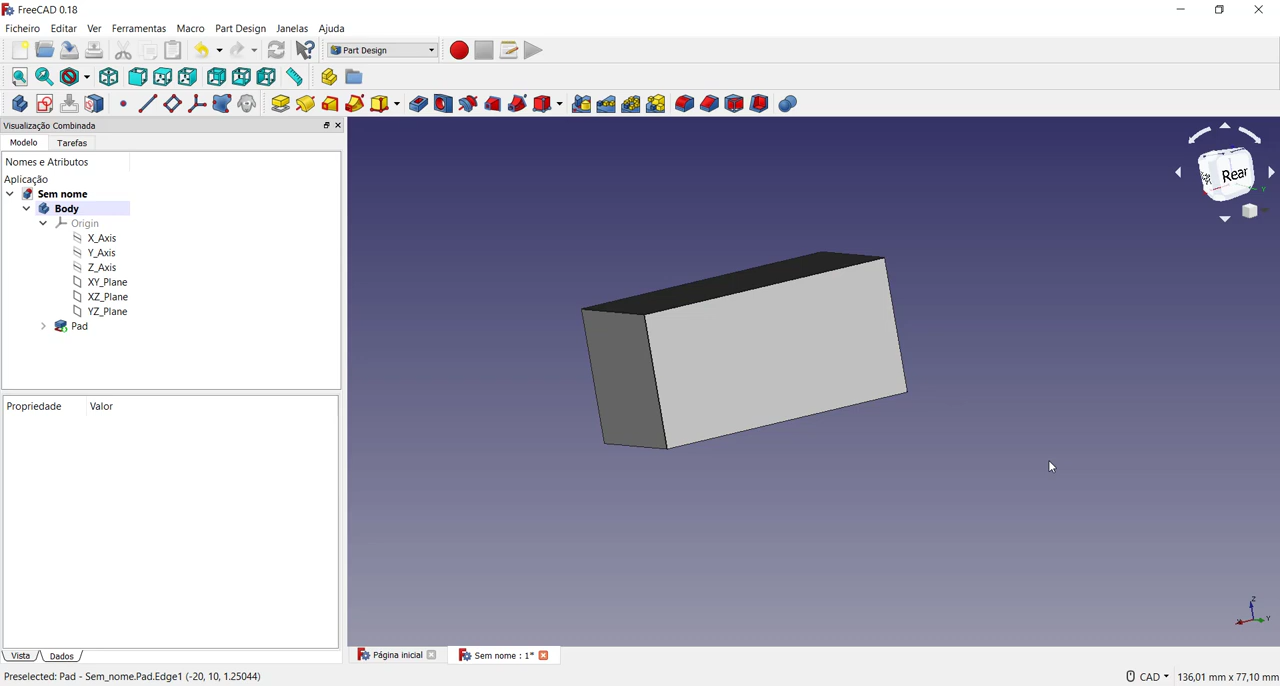 FreeCAD 0.18
Ficheiro Editar Ver Ferramentas Macro Part Design Janelas Ajuda
Part Design
Visualização Combinada
Modelo Tarefas
Nomes e Atributos
Aplicação
Sem nome
Body
Origin
X_Axis
Y_Axis
Z_Axis
XY_Plane
XZ_Plane
YZ_Plane
Pad
Propriedade Valor
Rear
Y
Z
X Y
Vista Dados
Página inicial Sem nome : 1*
Preselected: Pad - Sem_nome.Pad.Edge1 (-20, 10, 1.25044) CAD 136,01 mm x 77,10 mm